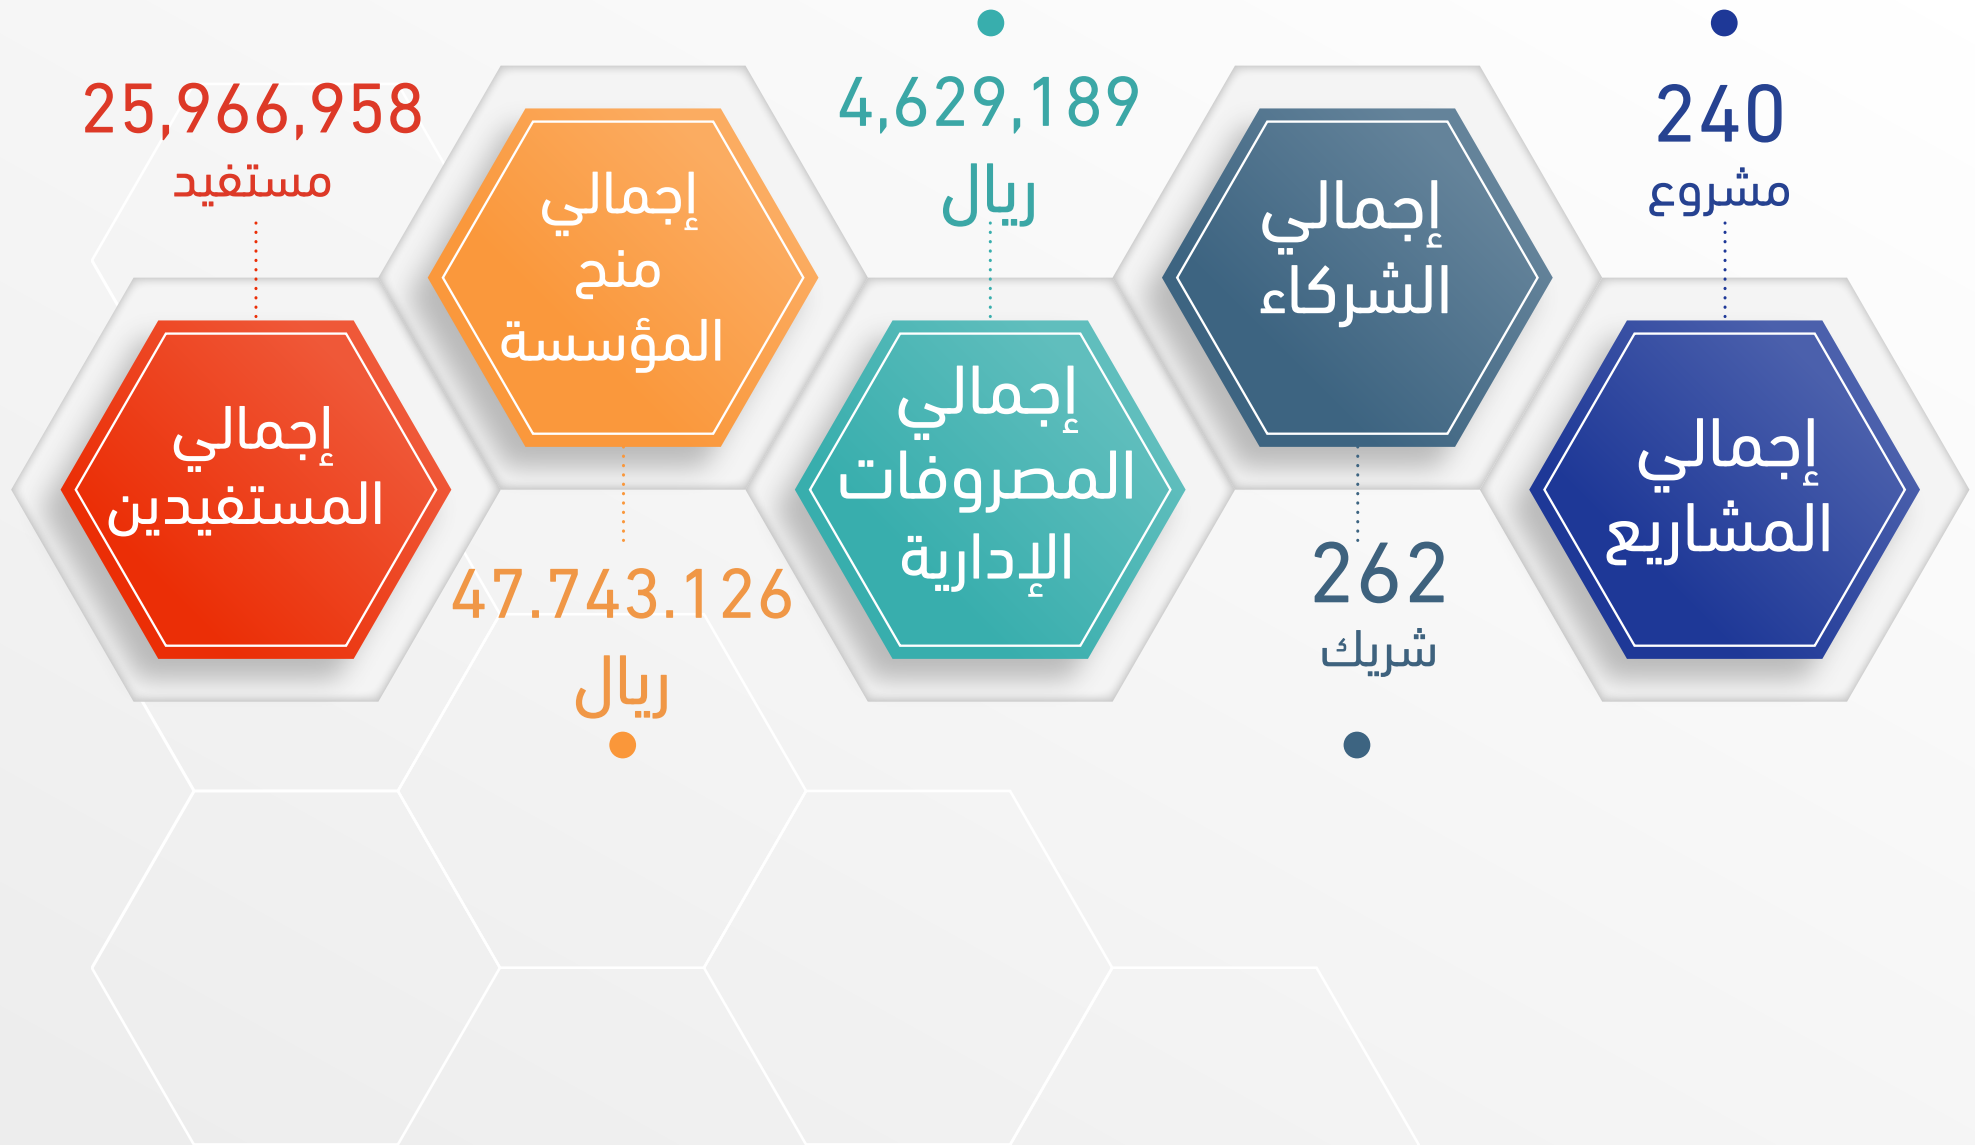 240
مشروع
إجمالي
المشاريع
إجمالي
الشركاء
262
شريك
4,629,189
ريال
إجمالي
المصروفات
الإدارية
إجمالي
منح
المؤسسة
47.743.126
ريال
25,966,958
مستفيد
إجمالي
المستفيدين